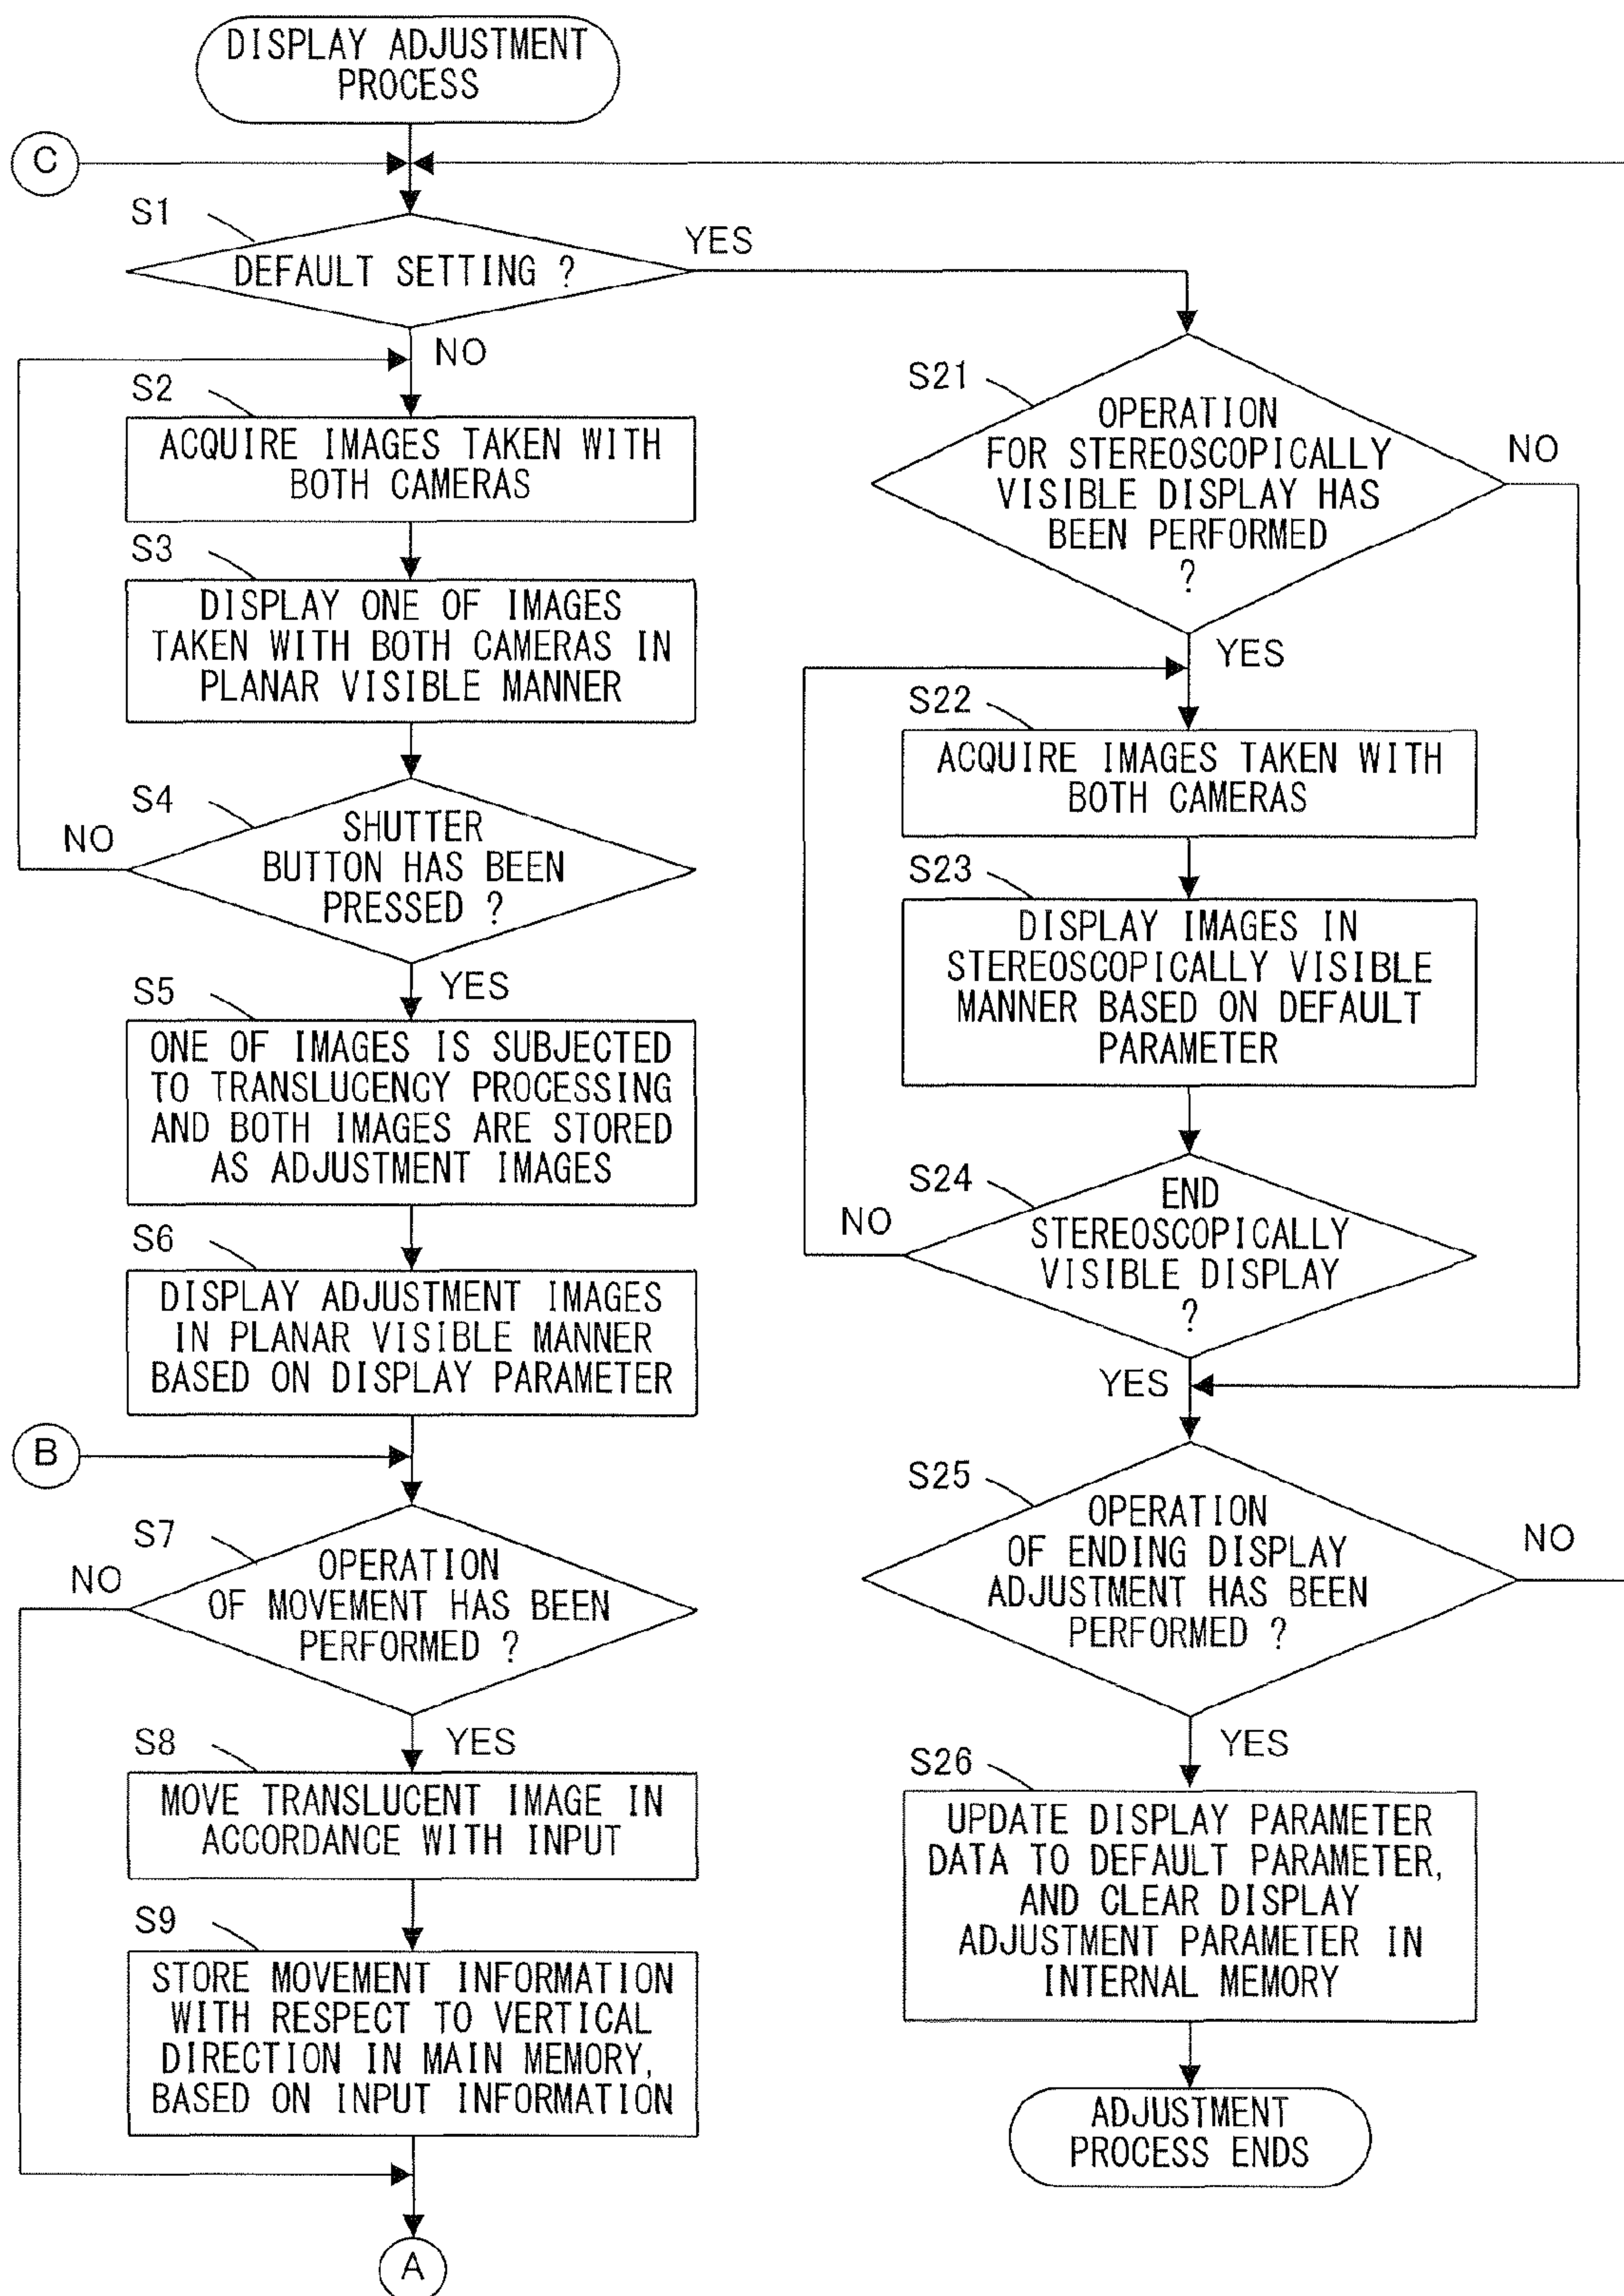 DISPLAY ADJUSTMENT
PROCESS
C
S1
DEFAULT SETTING ?
YES
NO
S2
ACQUIRE IMAGES TAKEN WITH
BOTH CAMERAS
S3
DISPLAY ONE OF IMAGES
TAKEN WITH BOTH CAMERAS IN
PLANAR VISIBLE MANNER
S4
NO
SHUTTER
BUTTON HAS BEEN
PRESSED ?
YES
S5
ONE OF IMAGES IS SUBJECTED
TO TRANSLUCENCY PROCESSING
AND BOTH IMAGES ARE STORED
AS ADJUSTMENT IMAGES
S6
DISPLAY ADJUSTMENT IMAGES
IN PLANAR VISIBLE MANNER
BASED ON DISPLAY PARAMETER
B
S7
NO
OPERATION
OF MOVEMENT HAS BEEN
PERFORMED ?
YES
S8
MOVE TRANSLUCENT IMAGE IN
ACCORDANCE WITH INPUT
S9
STORE MOVEMENT INFORMATION
WITH RESPECT TO VERTICAL
DIRECTION IN MAIN MEMORY,
BASED ON INPUT INFORMATION
A
S21
OPERATION
FOR STEREOSCOPICALLY
VISIBLE DISPLAY HAS
BEEN PERFORMED
?
NO
YES
S22
ACQUIRE IMAGES TAKEN WITH
BOTH CAMERAS
S23
DISPLAY IMAGES IN
STEREOSCOPICALLY VISIBLE
MANNER BASED ON DEFAULT
PARAMETER
S24
NO
END
STEREOSCOPICALLY
VISIBLE DISPLAY
?
YES
S25
OPERATION
OF ENDING DISPLAY
ADJUSTMENT HAS BEEN
PERFORMED ?
NO
YES
S26
UPDATE DISPLAY PARAMETER
DATA TO DEFAULT PARAMETER,
AND CLEAR DISPLAY
ADJUSTMENT PARAMETER IN
INTERNAL MEMORY
ADJUSTMENT
PROCESS ENDS